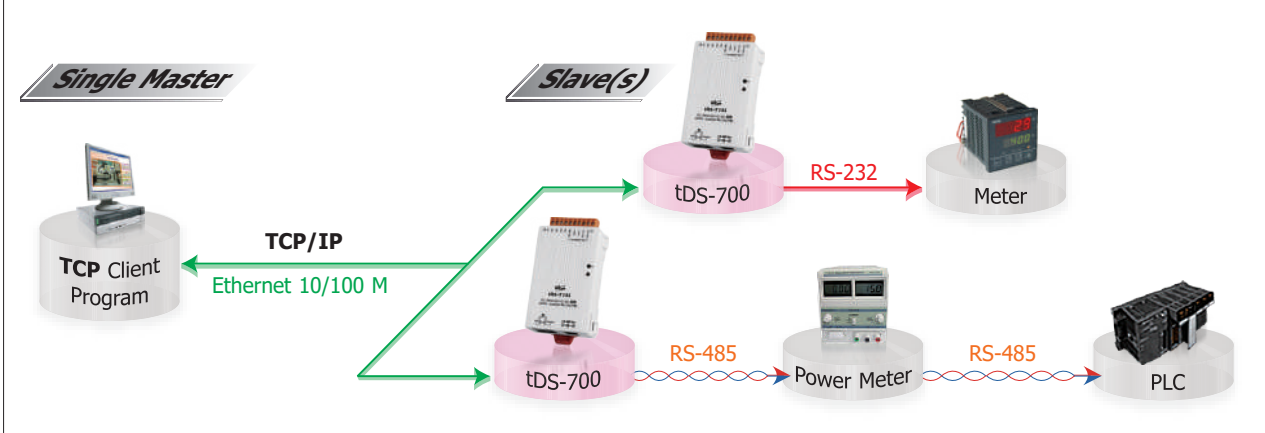 Single Master
Slave(s)
tDS-700
RS-232
Meter
TCP/IP
Ethernet 10/100 M
TCP Client
Program
tDS-700
RS-485
Power Meter
RS-485
PLC